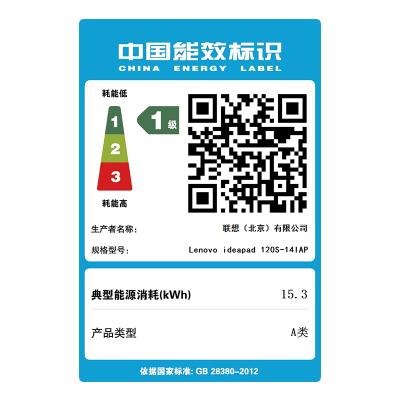 中国能效标识
CHINA ENERGY LABEL
耗能低
1
2
3
1级
耗能高
生产者名称: 联想（北京）有限公司
规格型号: Lenovo ideapad 120S-14IAP
典型能源消耗(kWh) 15.3
产品类型 A类
依据国家标准: GB 28380-2012